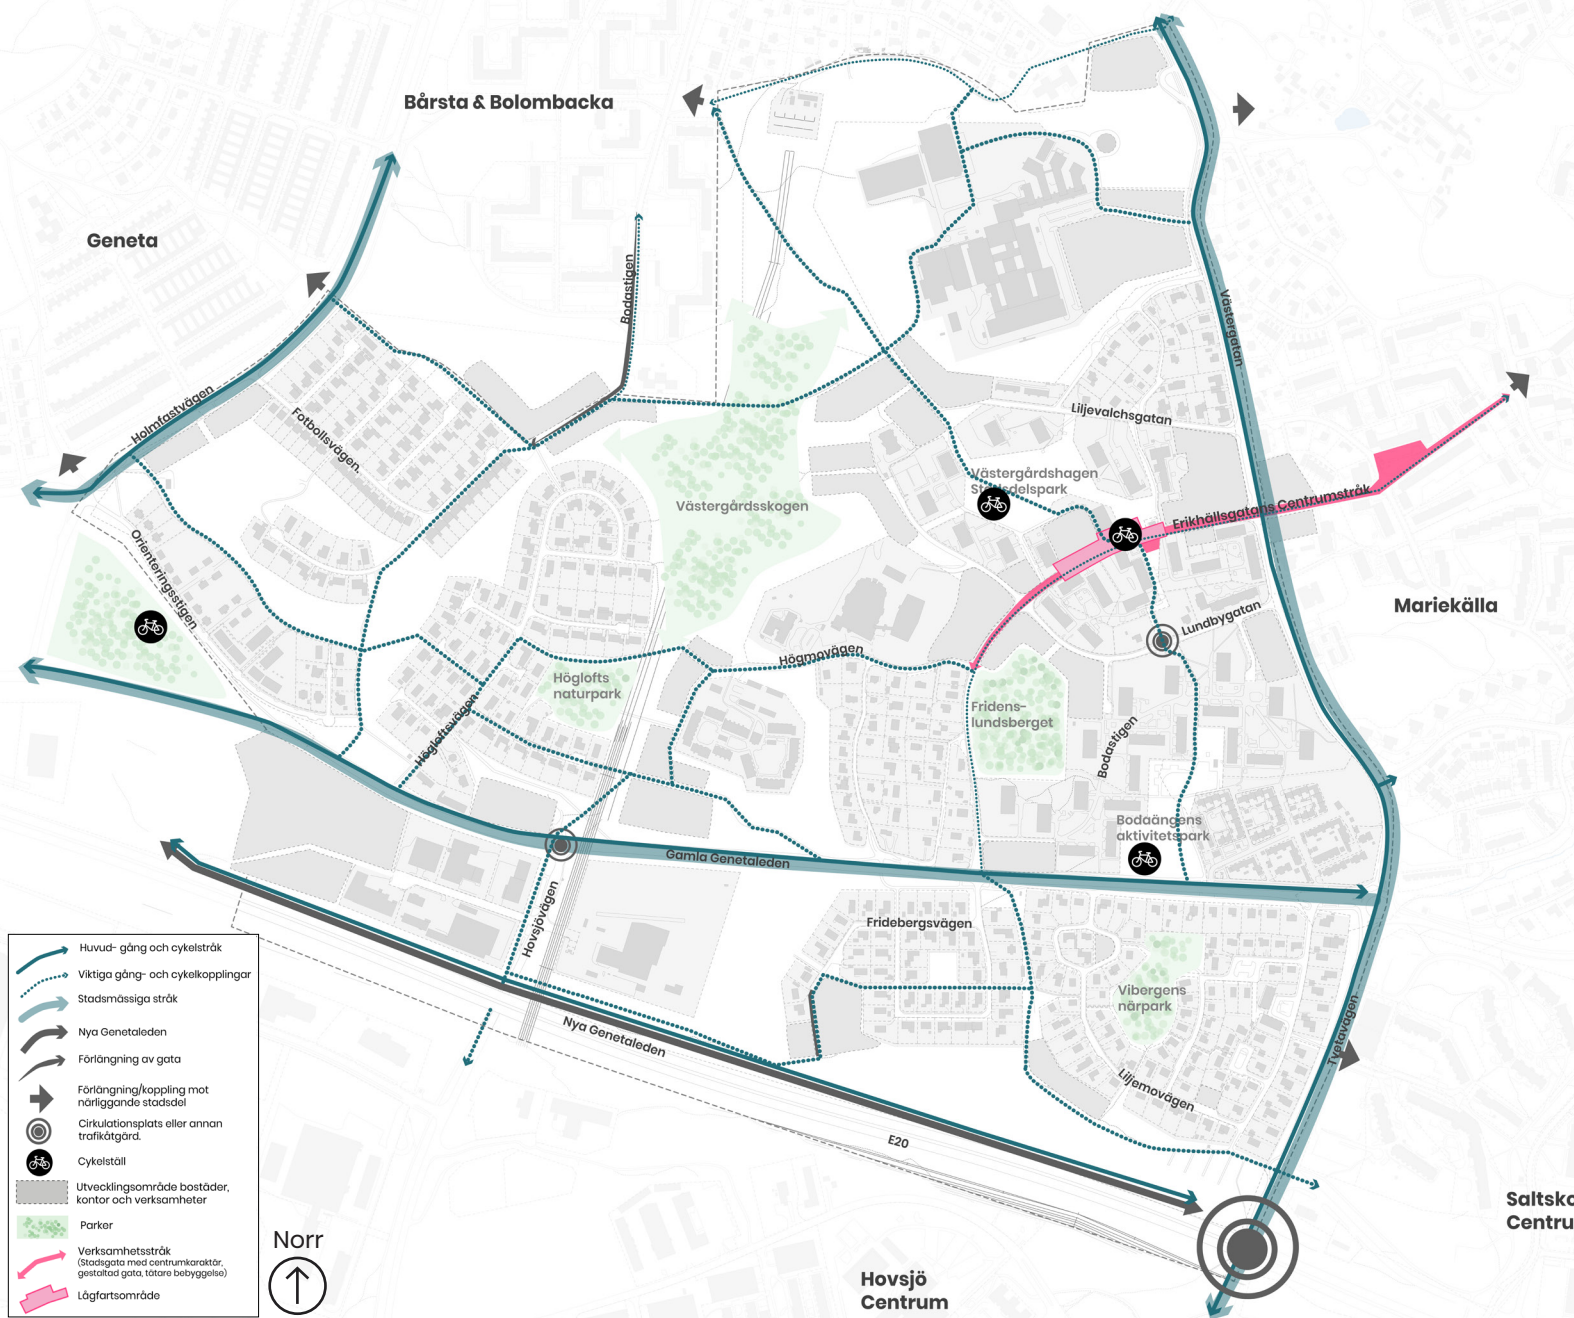 Bårsta & Bolombacka
Geneta
Bodastigen
Västergatan
Holmfastvägen
Fotbollsvägen.
Liljevalchsgatan
Västergårdshagen
Stadsdelspark
Västergårdsskogen
Erikhällsgatans Centrumstråk
Orienteringsstigen
Mariekälla
Lundbygatan
Högmovägen
Höglofts
naturpark
Högloftsvägen
Fridens-
lundsberget
Bodastigen
Bodaängens
aktivitetspark
Gamla Genetaleden
Hovsjövägen
Fridebergsvägen
Vibergens
närpark
Nya Genetaleden
Tvetavägen
Liljemovägen
E20
Saltsko
Centru
Hovsjö
Centrum
Norr
Huvud- gång och cykelstråk
Viktiga gång- och cykelkopplingar
Stadsmässiga stråk
Nya Genetaleden
Förlängning av gata
Förlängning/koppling mot
närliggande stadsdel
Cirkulationsplats eller annan
trafikåtgärd.
Cykelställ
Utvecklingsområde bostäder,
kontor och verksamheter
Parker
Verksamhetsstråk
(Stadsgata med centrumkaraktär,
gestaltad gata, tätare bebyggelse)
Lågfartsområde